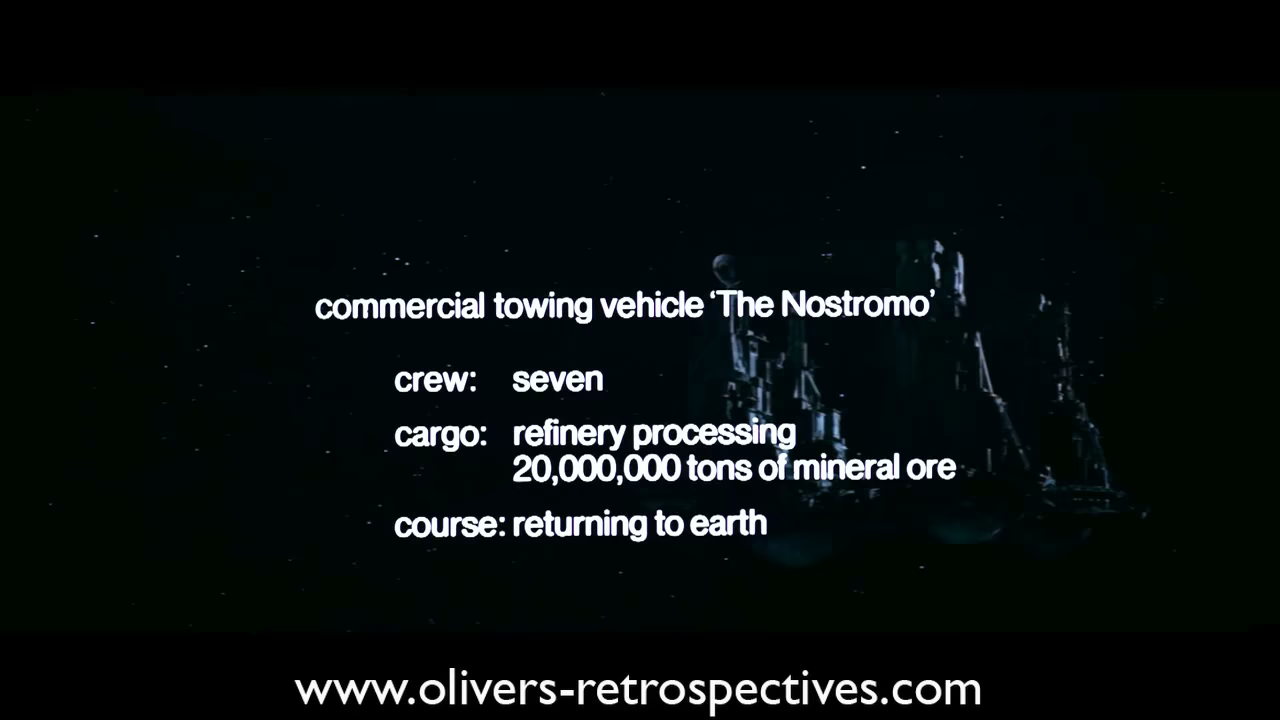 commercial towing vehicle ‘The Nostromo’
crew: seven
cargo: refinery processing
20,000,000 tons of mineral ore
course: returning to earth
www.olivers-retrospectives.com